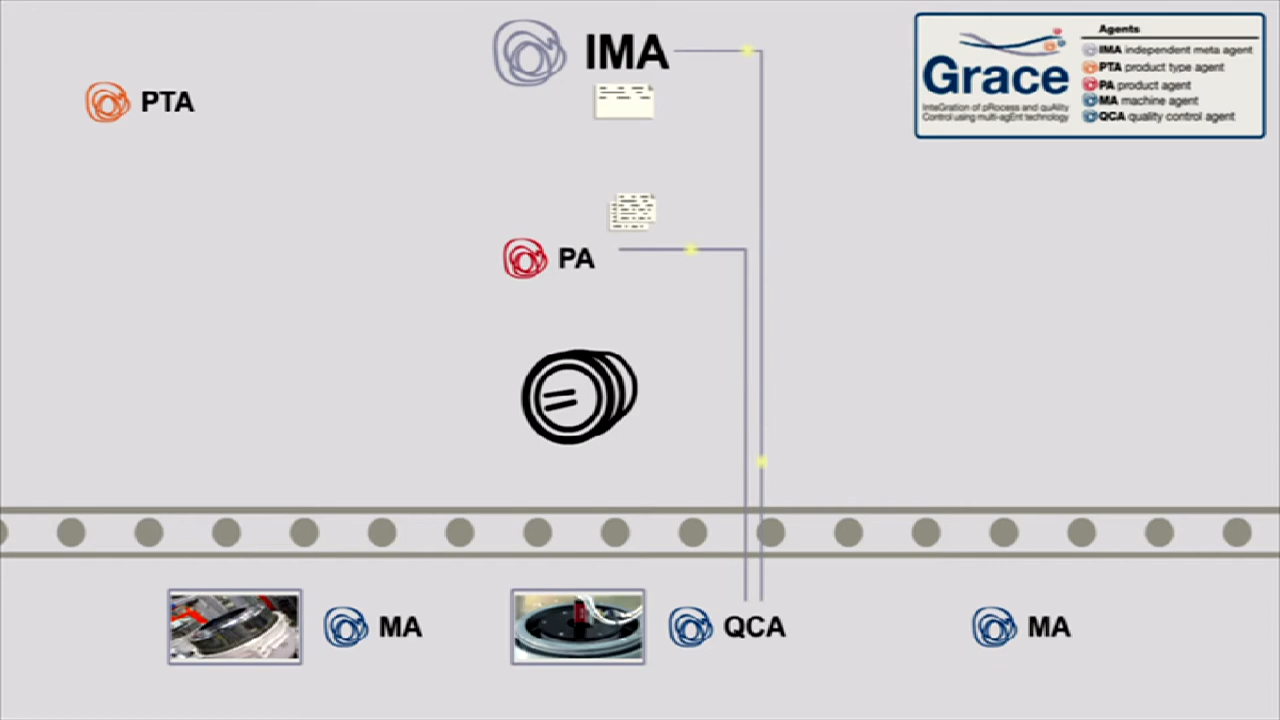 IMA
PTA
Grace
InteGration of pRocess and quAlity
Control using multi-agEnt technology
Agents
IMA independent meta agent
PTA product type agent
PA product agent
MA machine agent
QCA quality control agent
PA
MA
QCA
MA